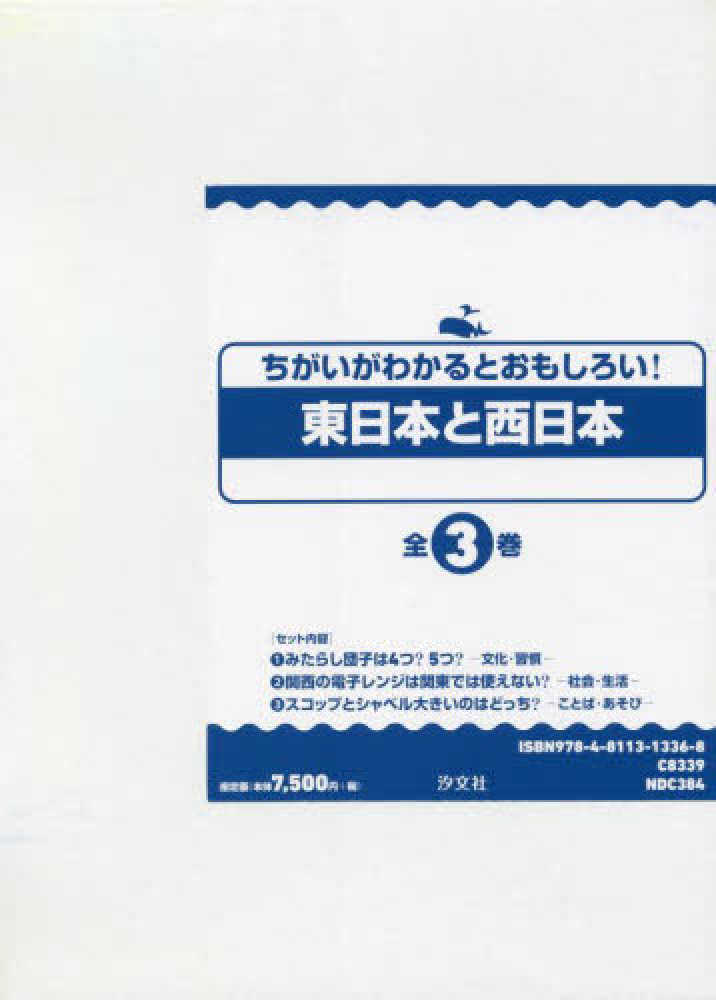 ちがいがわかるとおもしろい！
東日本と西日本
全3巻
[セット内容]
❶みたらし団子は4つ？5つ？ －文化・習慣－
❷関西の電子レンジは関東では使えない？ －社会・生活－
❸スコップとシャベル大きいのはどっち？ －ことば・あそび－
ISBN978-4-8113-1336-8
C8339
NDC384
本体7,500円
汐文社